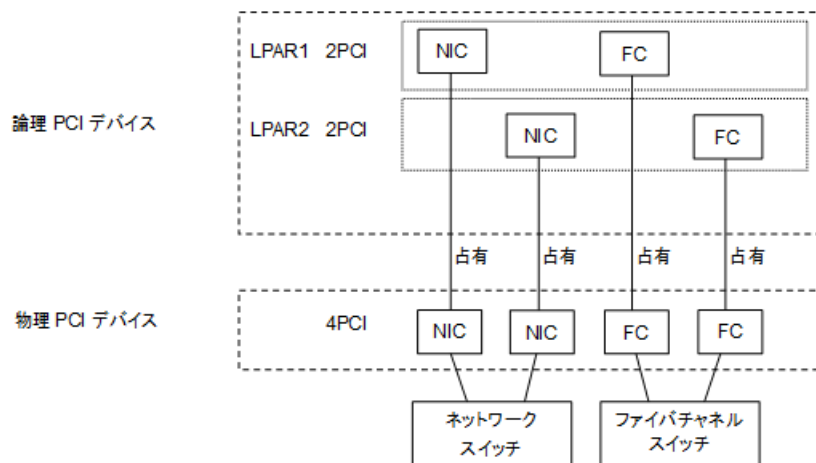 LPAR1 2PCI NIC FC
論理 PCI デバイス
LPAR2 2PCI NIC FC
占有 占有 占有 占有
物理 PCI デバイス
4PCI NIC NIC FC FC
ネットワーク
スイッチ
ファイバチャネル
スイッチ